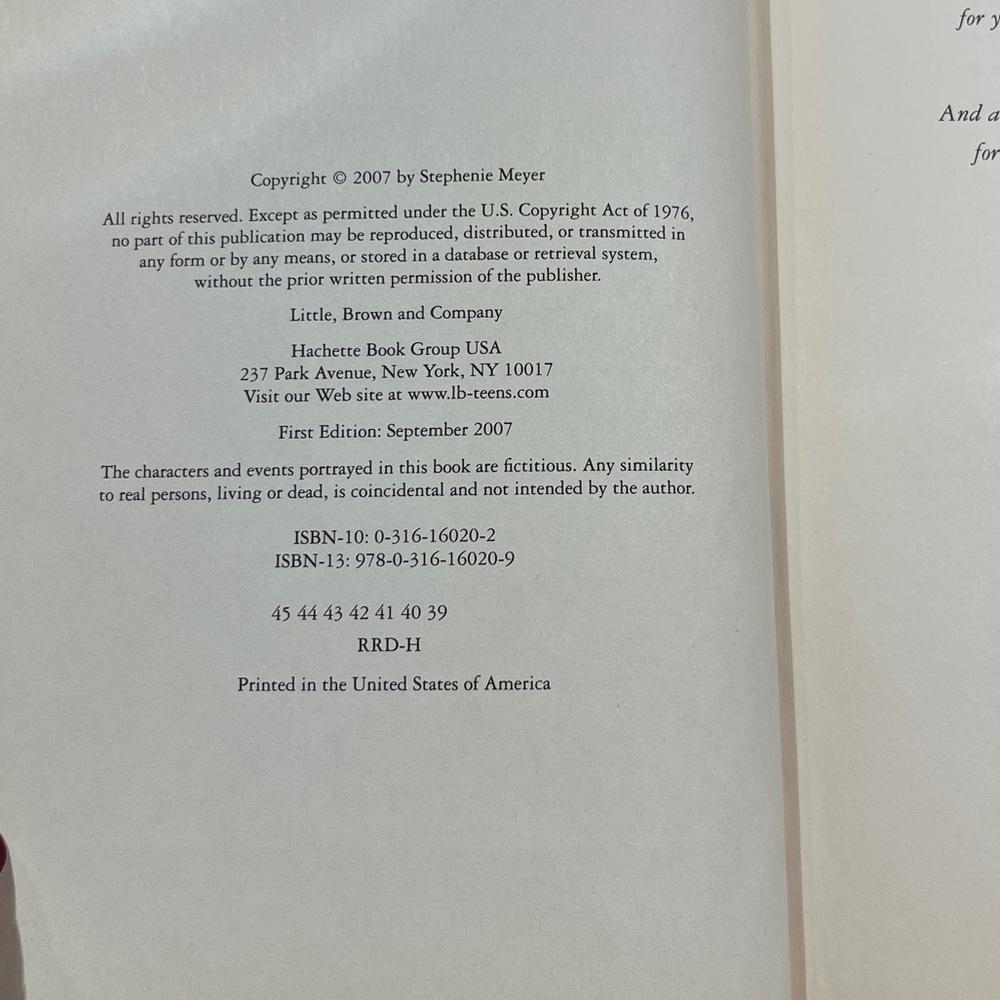 Copyright © 2007 by Stephenie Meyer
All rights reserved. Except as permitted under the U.S. Copyright Act of 1976,
no part of this publication may be reproduced, distributed, or transmitted in
any form or by any means, or stored in a database or retrieval system,
without the prior written permission of the publisher.
Little, Brown and Company
Hachette Book Group USA
237 Park Avenue, New York, NY 10017
Visit our Web site at www.lb-teens.com
First Edition: September 2007
The characters and events portrayed in this book are fictitious. Any similarity
to real persons, living or dead, is coincidental and not intended by the author.
ISBN-10: 0-316-16020-2
ISBN-13: 978-0-316-16020-9
45 44 43 42 41 40 39
RRD-H
Printed in the United States of America
for
And
for